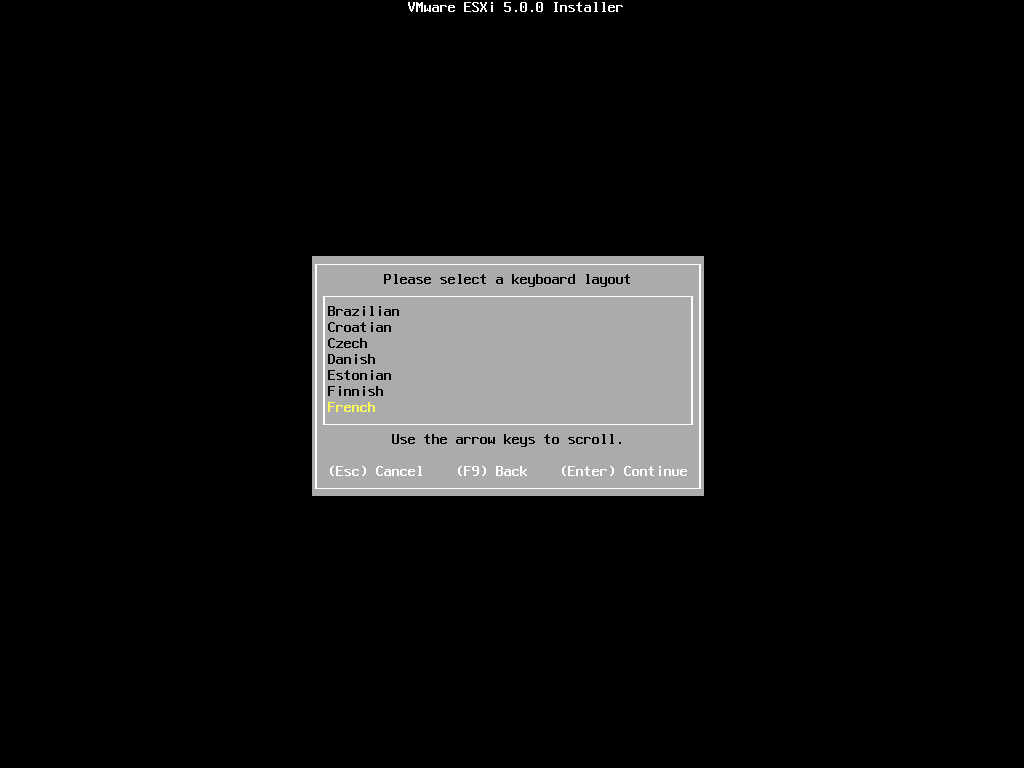 VMware ESXi 5.0.0 Installer
Please select a keyboard layout
Brazilian
Croatian
Czech
Danish
Estonian
Finnish
French
Use the arrow keys to scroll.
(Esc) Cancel    (F9) Back    (Enter) Continue